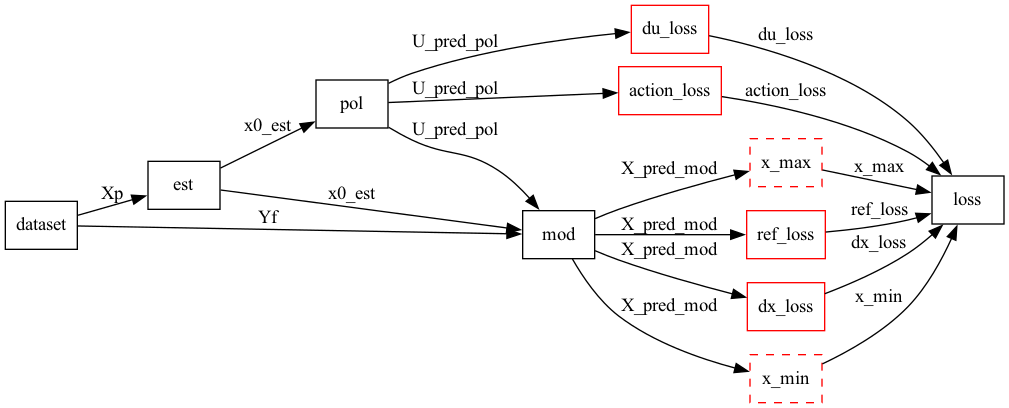 du_loss
du_loss
U_pred_pol
U_pred_pol
action_loss
action_loss
pol
x0_est
U_pred_pol
X_pred_mod
x_max
x_max
Xp
est
x0_est
loss
dataset
Yf
mod
X_pred_mod
ref_loss
ref_loss
X_pred_mod
dx_loss
dx_loss
X_pred_mod
x_min
x_min